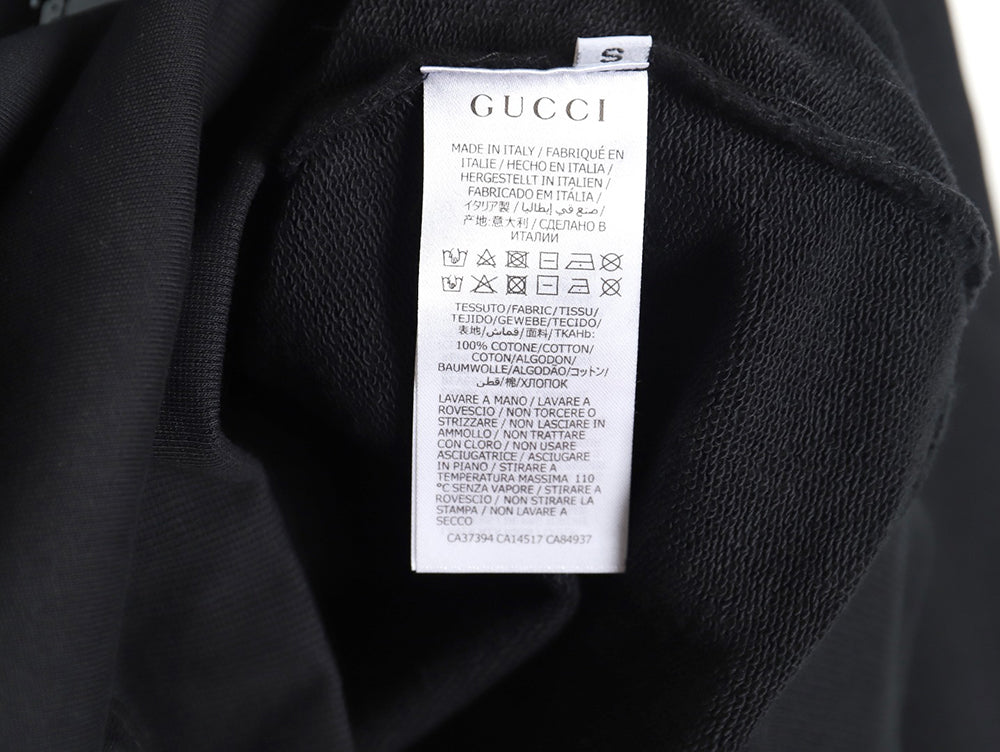 S
GUCCI
MADE IN ITALY / FABRIQUÉ EN
ITALIE / HECHO EN ITALIA /
HERGESTELLT IN ITALIEN /
FABRICADO EM ITÁLIA /
イタリア製 / صنع في إيطاليا /
产地:意大利 / СДЕЛАНО В
ИТАЛИИ
TESSUTO/FABRIC/TISSU/
TEJIDO/GEWEBE/TECIDO/
表地/قماش/面料/TKAHb:
100% COTONE/COTTON/
COTON/ALGODON/
BAUMWOLLE/ALGODÃO/コットン/
قطن/棉/ХЛОПОК
LAVARE A MANO / LAVARE A
ROVESCIO / NON TORCERE O
STRIZZARE / NON LASCIARE IN
AMMOLLO / NON TRATTARE
CON CLORO / NON USARE
ASCIUGATRICE / ASCIUGARE
IN PIANO / STIRARE A
TEMPERATURA MASSIMA 110
°C SENZA VAPORE / STIRARE A
ROVESCIO / NON STIRARE LA
STAMPA / NON LAVARE A
SECCO
CA37394 CA14517 CA84937